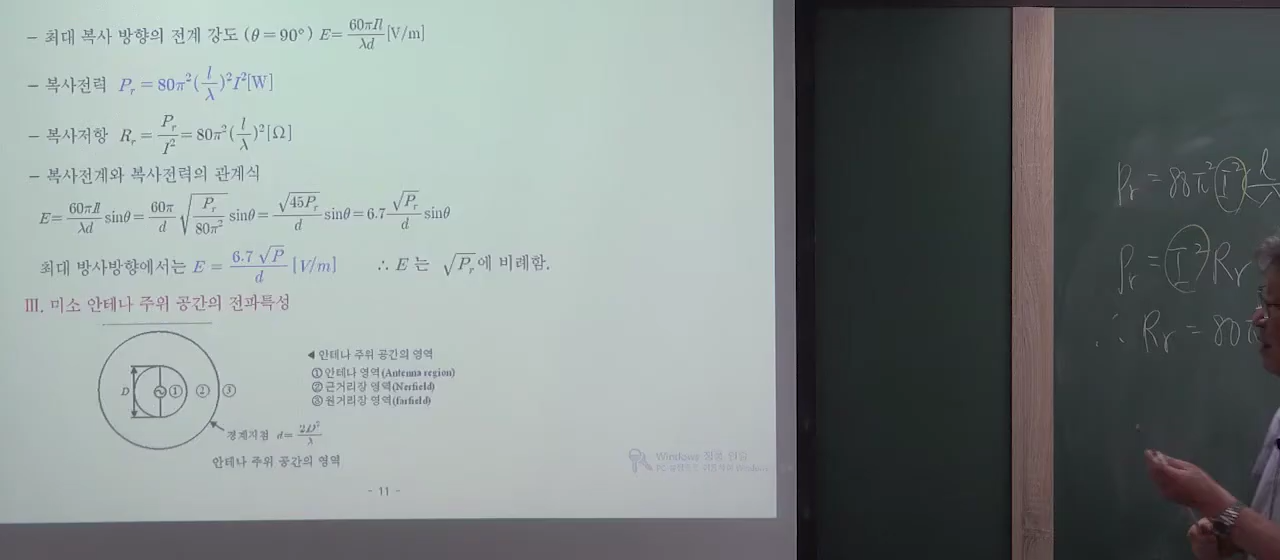 - 최대 복사 방향의 전계 강도 (θ = 90°) E = 60πIl/λd [V/m]
- 복사전력 Pr = 80π²(l/λ)²I²[W]
- 복사저항 Rr = Pr/I² = 80π²(l/λ)²[Ω]
- 복사전계와 복사전력의 관계식
E = 60πIl/λd sinθ = 60π/d √(Pr/80π²) sinθ = √45Pr/d sinθ = 6.7 √Pr/d sinθ
최대 방사방향에서는 E = 6.7 √P/d [V/m] ∴ E 는 √Pr 에 비례함.
Ⅲ. 미소 안테나 주위 공간의 전파특성
D ① ② ③
◀ 안테나 주위 공간의 영역
① 안테나 영역(Antenna region)
② 근거리장 영역(Nerfield)
③ 원거리장 영역(farfield)
경계지점 d = 2D²/λ
안테나 주위 공간의 영역
- 11 -
Windows 정품 인증
Pr = 88π² I² l/λ
Pr = I² Rr
∴ Rr = 80π